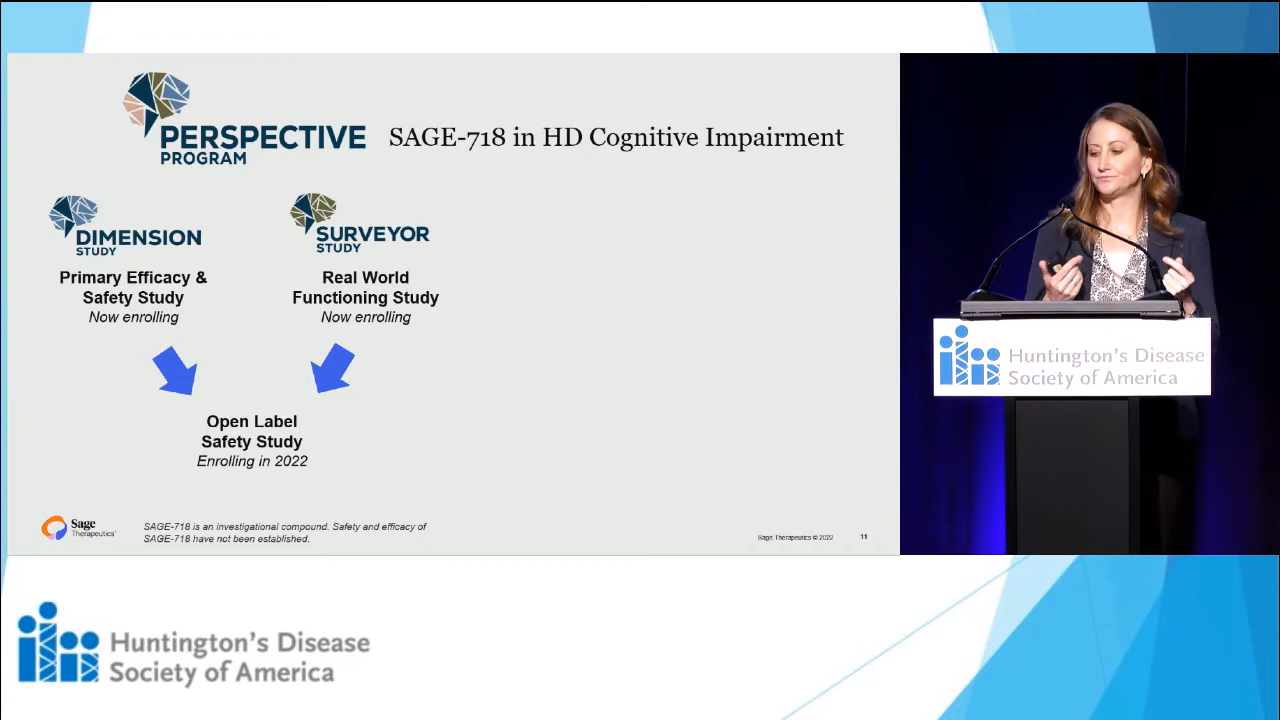 PERSPECTIVE
PROGRAM
SAGE-718 in HD Cognitive Impairment
DIMENSION
STUDY
Primary Efficacy &
Safety Study
Now enrolling
SURVEYOR
STUDY
Real World
Functioning Study
Now enrolling
Open Label
Safety Study
Enrolling in 2022
Sage
Therapeutics
SAGE-718 is an investigational compound. Safety and efficacy of
SAGE-718 have not been established.
Sage Therapeutics © 2022
11
Huntington's Disease
Society of America
Huntington's Disease
Society of America